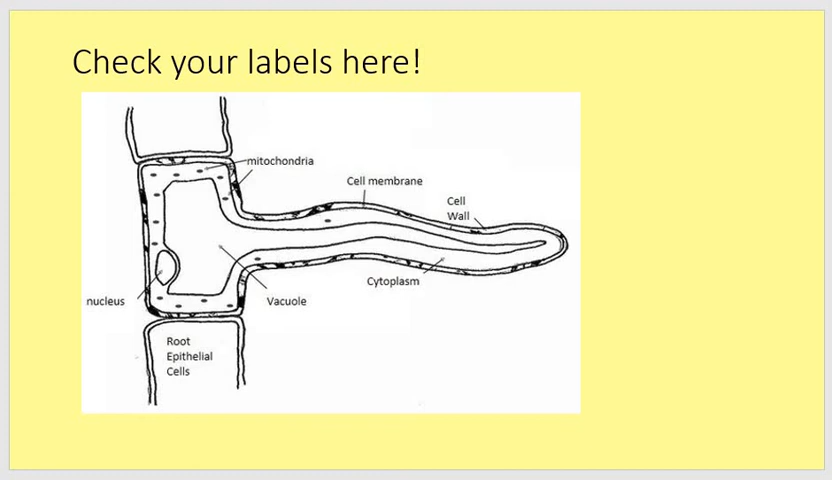 Check your labels here!
mitochondria
Cell membrane
Cell
Wall
Cytoplasm
nucleus
Vacuole
Root
Epithelial
Cells